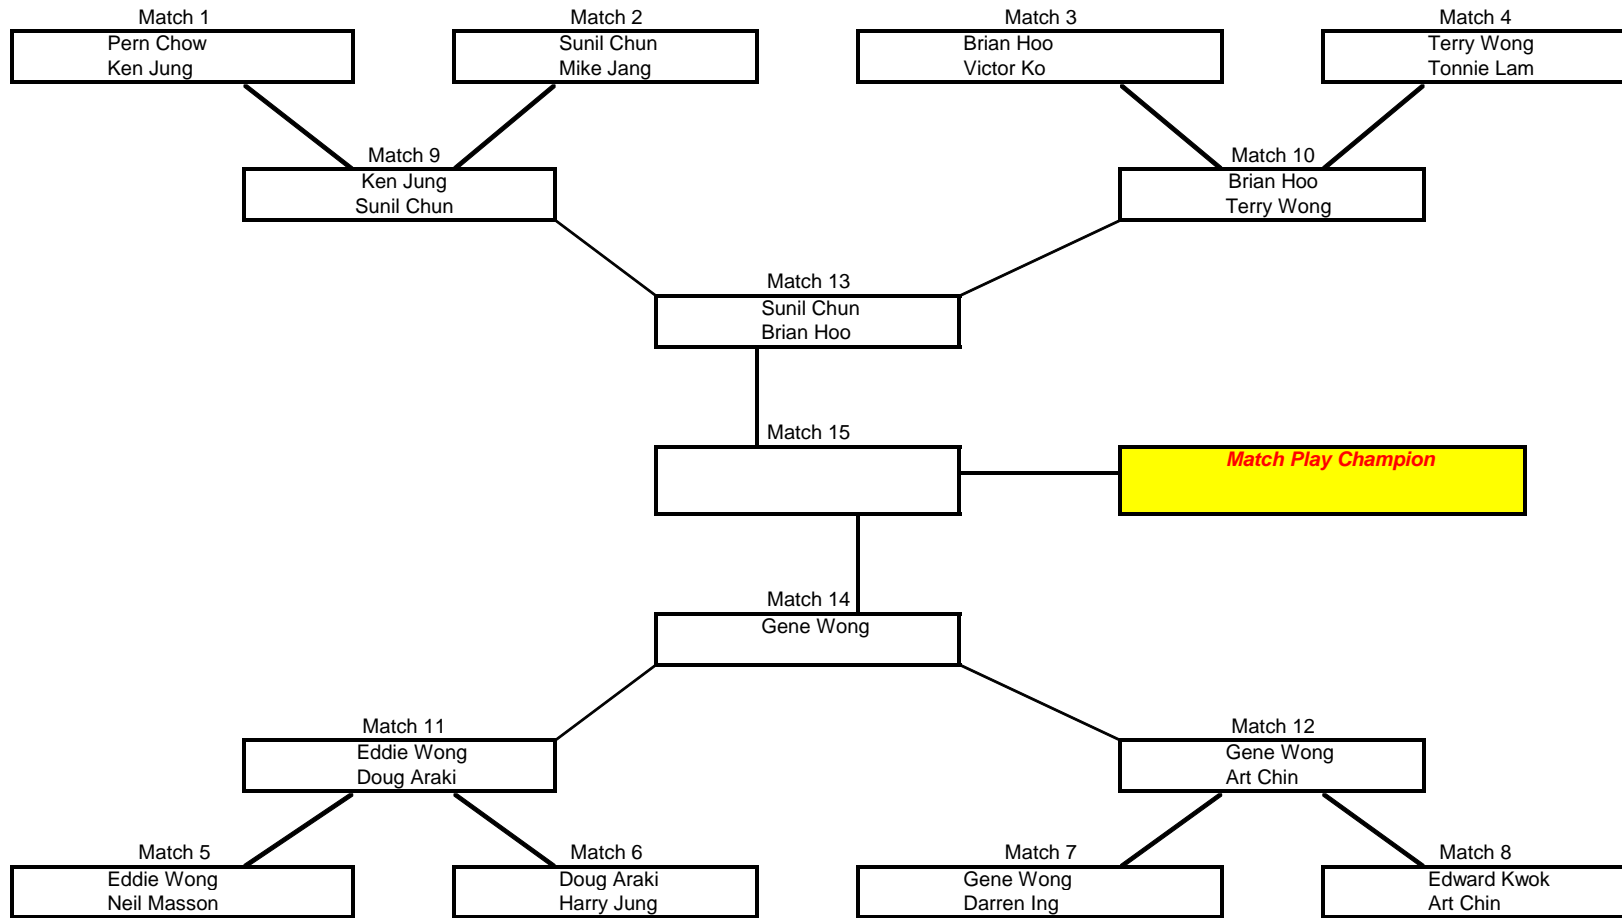 Match 1
Pern Chow
Ken Jung
Match 2
Sunil Chun
Mike Jang
Match 3
Brian Hoo
Victor Ko
Match 4
Terry Wong
Tonnie Lam
Match 9
Ken Jung
Sunil Chun
Match 10
Brian Hoo
Terry Wong
Match 13
Sunil Chun
Brian Hoo
Match 15
Match Play Champion
Match 14
Gene Wong
Match 11
Eddie Wong
Doug Araki
Match 12
Gene Wong
Art Chin
Match 5
Eddie Wong
Neil Masson
Match 6
Doug Araki
Harry Jung
Match 7
Gene Wong
Darren Ing
Match 8
Edward Kwok
Art Chin